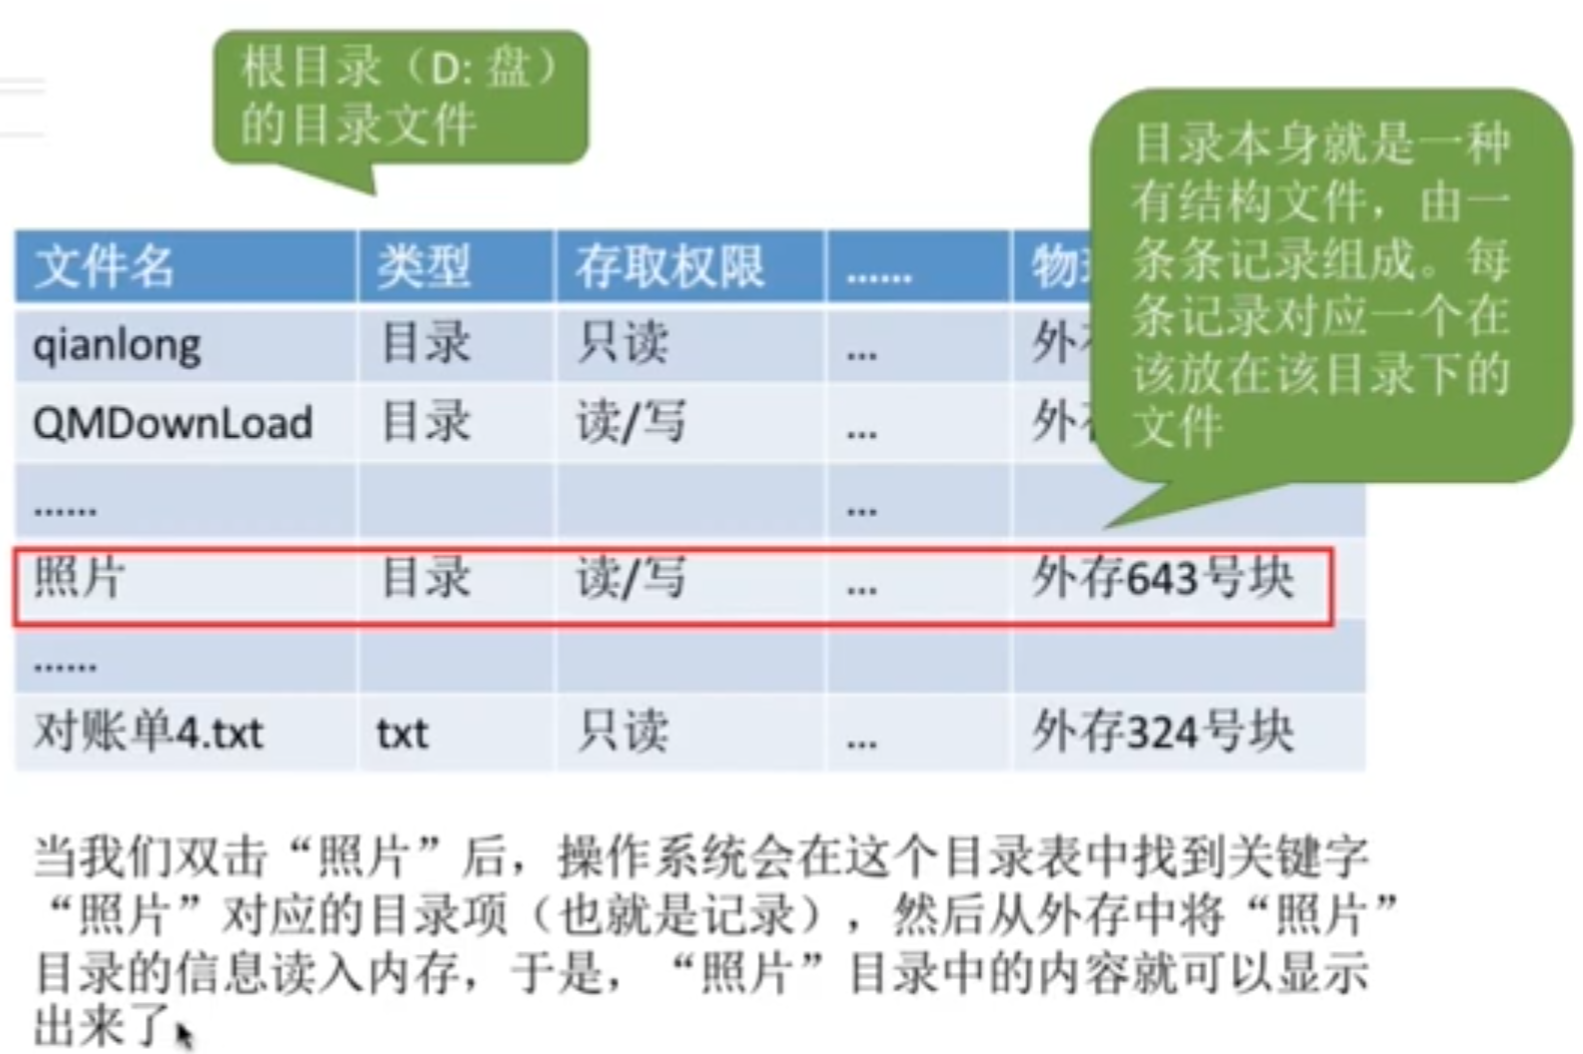 根目录（D: 盘）
的目录文件
目录本身就是一种
有结构文件，由一
条条记录组成。每
条记录对应一个在
该放在该目录下的
文件
文件名 类型 存取权限 ...... 物
qianlong 目录 只读 ... 外
QMDownLoad 目录 读/写 ... 外
...... ...
照片 目录 读/写 ... 外存643号块
......
对账单4.txt txt 只读 ... 外存324号块
当我们双击“照片”后，操作系统会在这个目录表中找到关键字
“照片”对应的目录项（也就是记录），然后从外存中将“照片”
目录的信息读入内存，于是，“照片”目录中的内容就可以显示
出来了